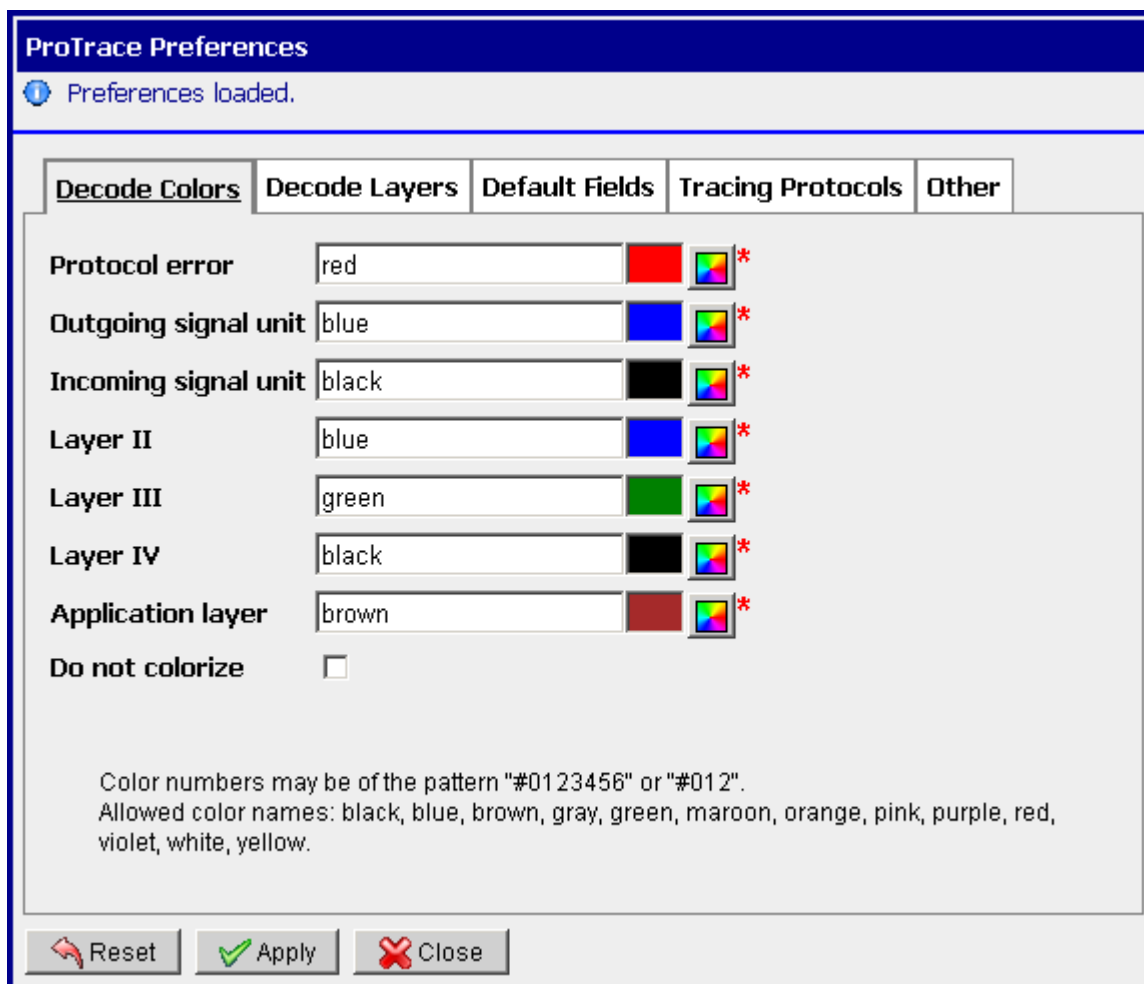 ProTrace Preferences
Preferences loaded.
Decode Colors Decode Layers Default Fields Tracing Protocols Other
Protocol error red *
Outgoing signal unit blue *
Incoming signal unit black *
Layer II blue *
Layer III green *
Layer IV black *
Application layer brown *
Do not colorize
Color numbers may be of the pattern "#0123456" or "#012".
Allowed color names: black, blue, brown, gray, green, maroon, orange, pink, purple, red,
violet, white, yellow.
Reset Apply Close